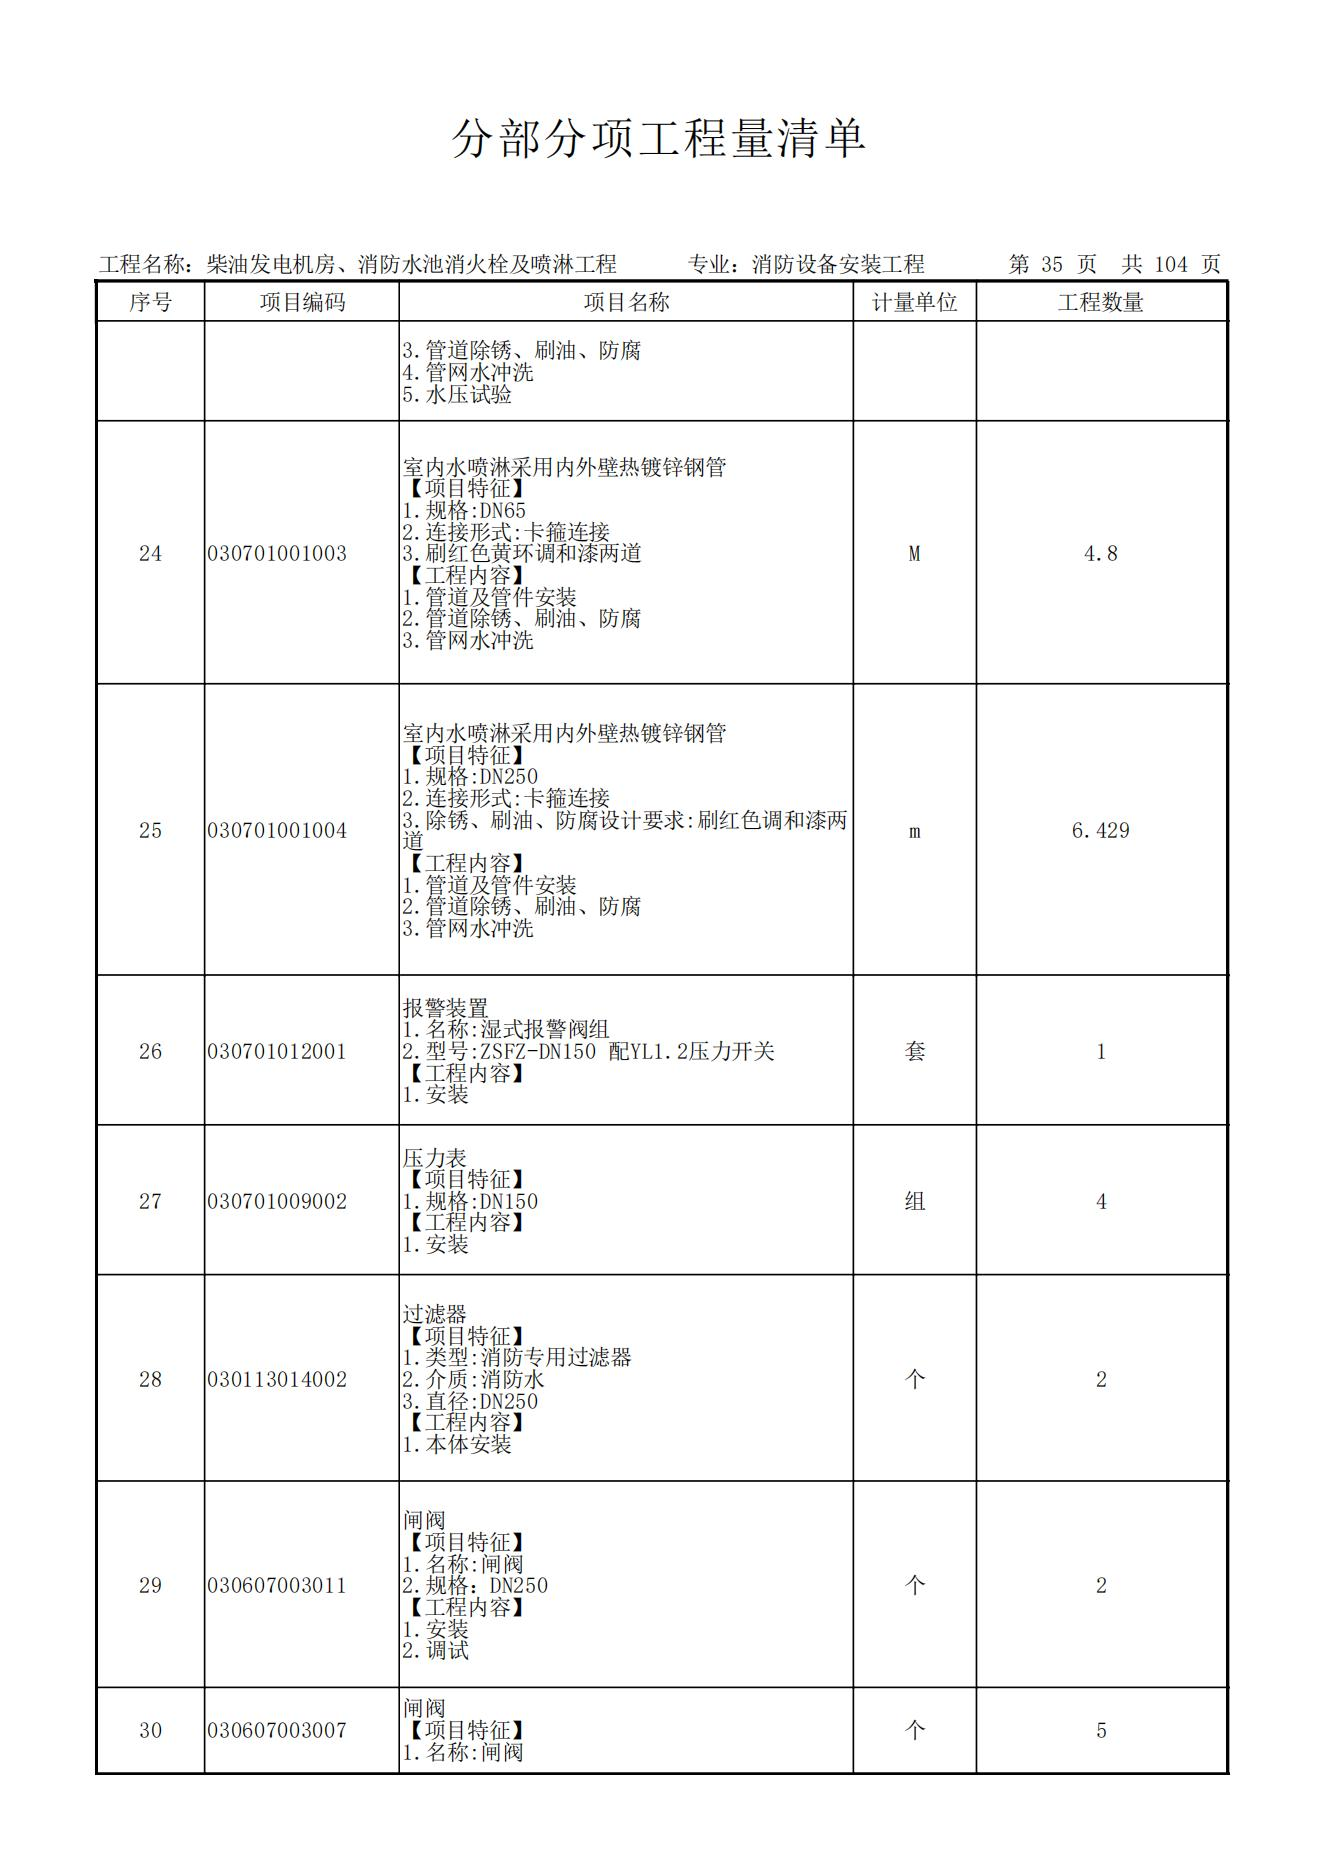 分部分项工程量清单
工程名称：柴油发电机房、消防水池消火栓及喷淋工程 专业：消防设备安装工程 第 35 页 共 104 页
序号 项目编码 项目名称 计量单位 工程数量
3.管道除锈、刷油、防腐
4.管网水冲洗
5.水压试验
室内水喷淋采用内外壁热镀锌钢管
【项目特征】
1.规格:DN65
2.连接形式:卡箍连接
24 030701001003 3.刷红色黄环调和漆两道 M 4.8
【工程内容】
1.管道及管件安装
2.管道除锈、刷油、防腐
3.管网水冲洗
室内水喷淋采用内外壁热镀锌钢管
【项目特征】
1.规格:DN250
2.连接形式:卡箍连接
3.除锈、刷油、防腐设计要求:刷红色调和漆两
25 030701001004 道 m 6.429
【工程内容】
1.管道及管件安装
2.管道除锈、刷油、防腐
3.管网水冲洗
报警装置
1.名称:湿式报警阀组
26 030701012001 2.型号:ZSFZ-DN150 配YL1.2压力开关 套 1
【工程内容】
1.安装
压力表
【项目特征】
27 030701009002 1.规格:DN150 组 4
【工程内容】
1.安装
过滤器
【项目特征】
1.类型:消防专用过滤器
28 030113014002 2.介质:消防水 个 2
3.直径:DN250
【工程内容】
1.本体安装
闸阀
【项目特征】
1.名称:闸阀
29 030607003011 2.规格：DN250 个 2
【工程内容】
1.安装
2.调试
闸阀
30 030607003007 【项目特征】 个 5
1.名称:闸阀